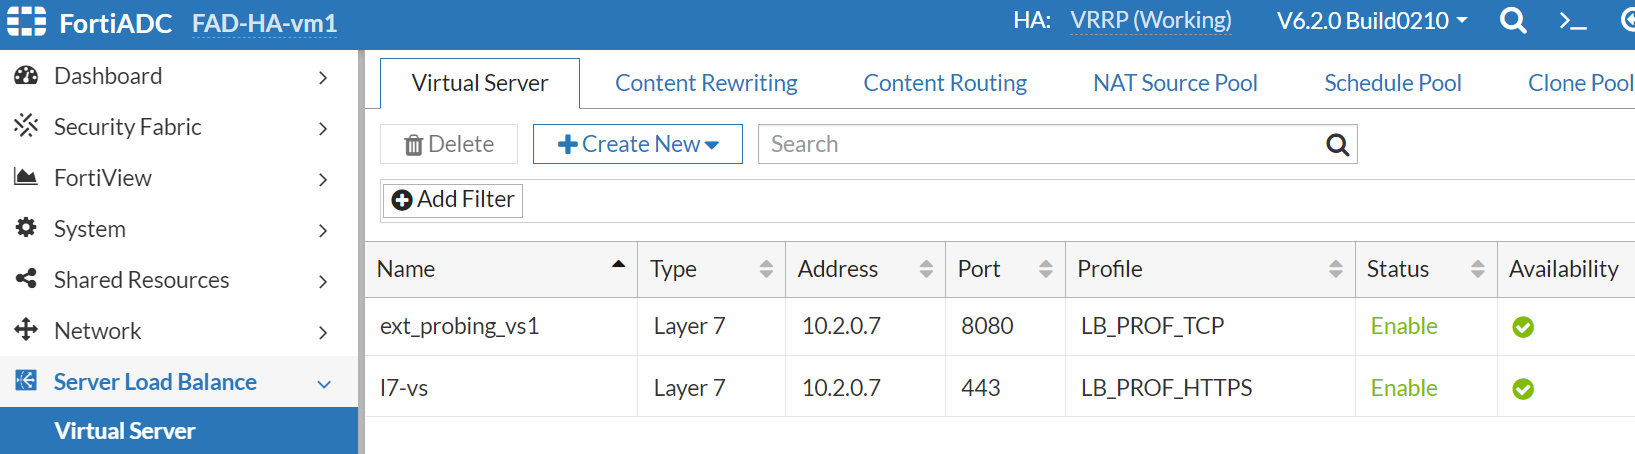 FortiADC FAD-HA-vm1 HA: VRRP (Working) V6.2.0 Build0210
Dashboard
Security Fabric
FortiView
System
Shared Resources
Network
Server Load Balance
Virtual Server
Virtual Server Content Rewriting Content Routing NAT Source Pool Schedule Pool Clone Pool
Delete Create New Search
Add Filter
Name Type Address Port Profile Status Availability
ext_probing_vs1 Layer 7 10.2.0.7 8080 LB_PROF_TCP Enable
l7-vs Layer 7 10.2.0.7 443 LB_PROF_HTTPS Enable